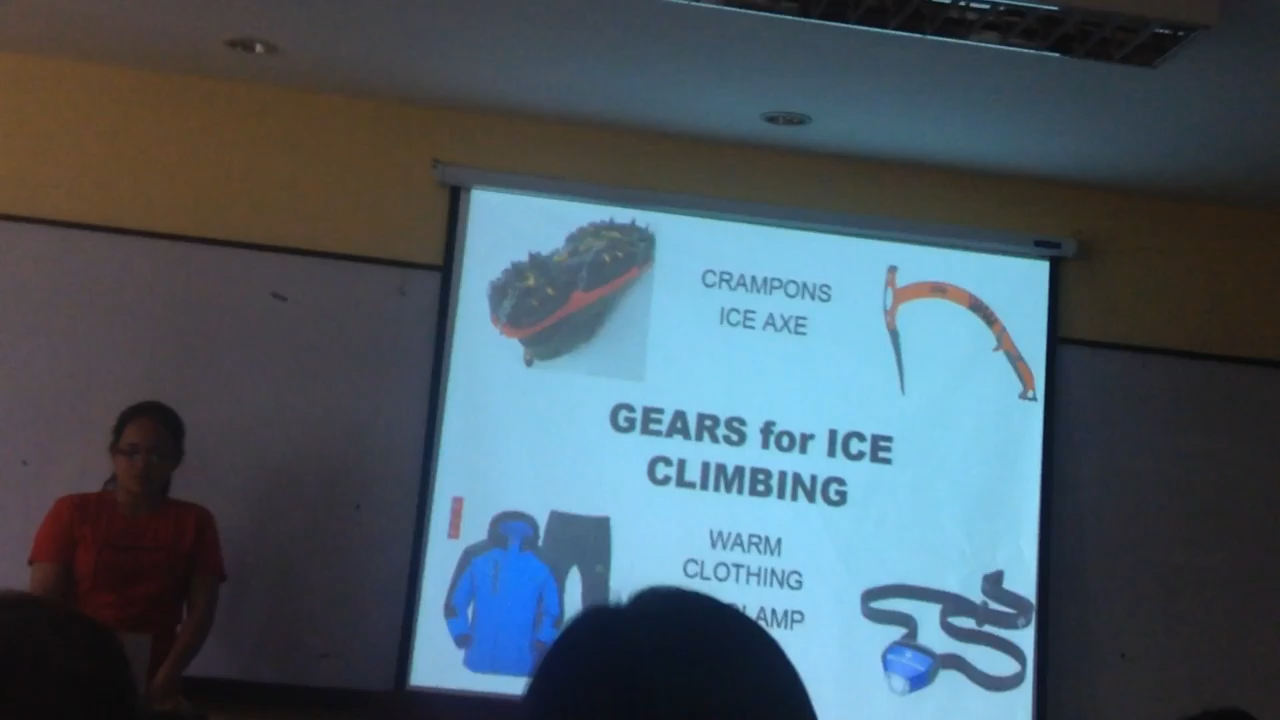 CRAMPONS
ICE AXE
GEARS for ICE
CLIMBING
WARM
CLOTHING